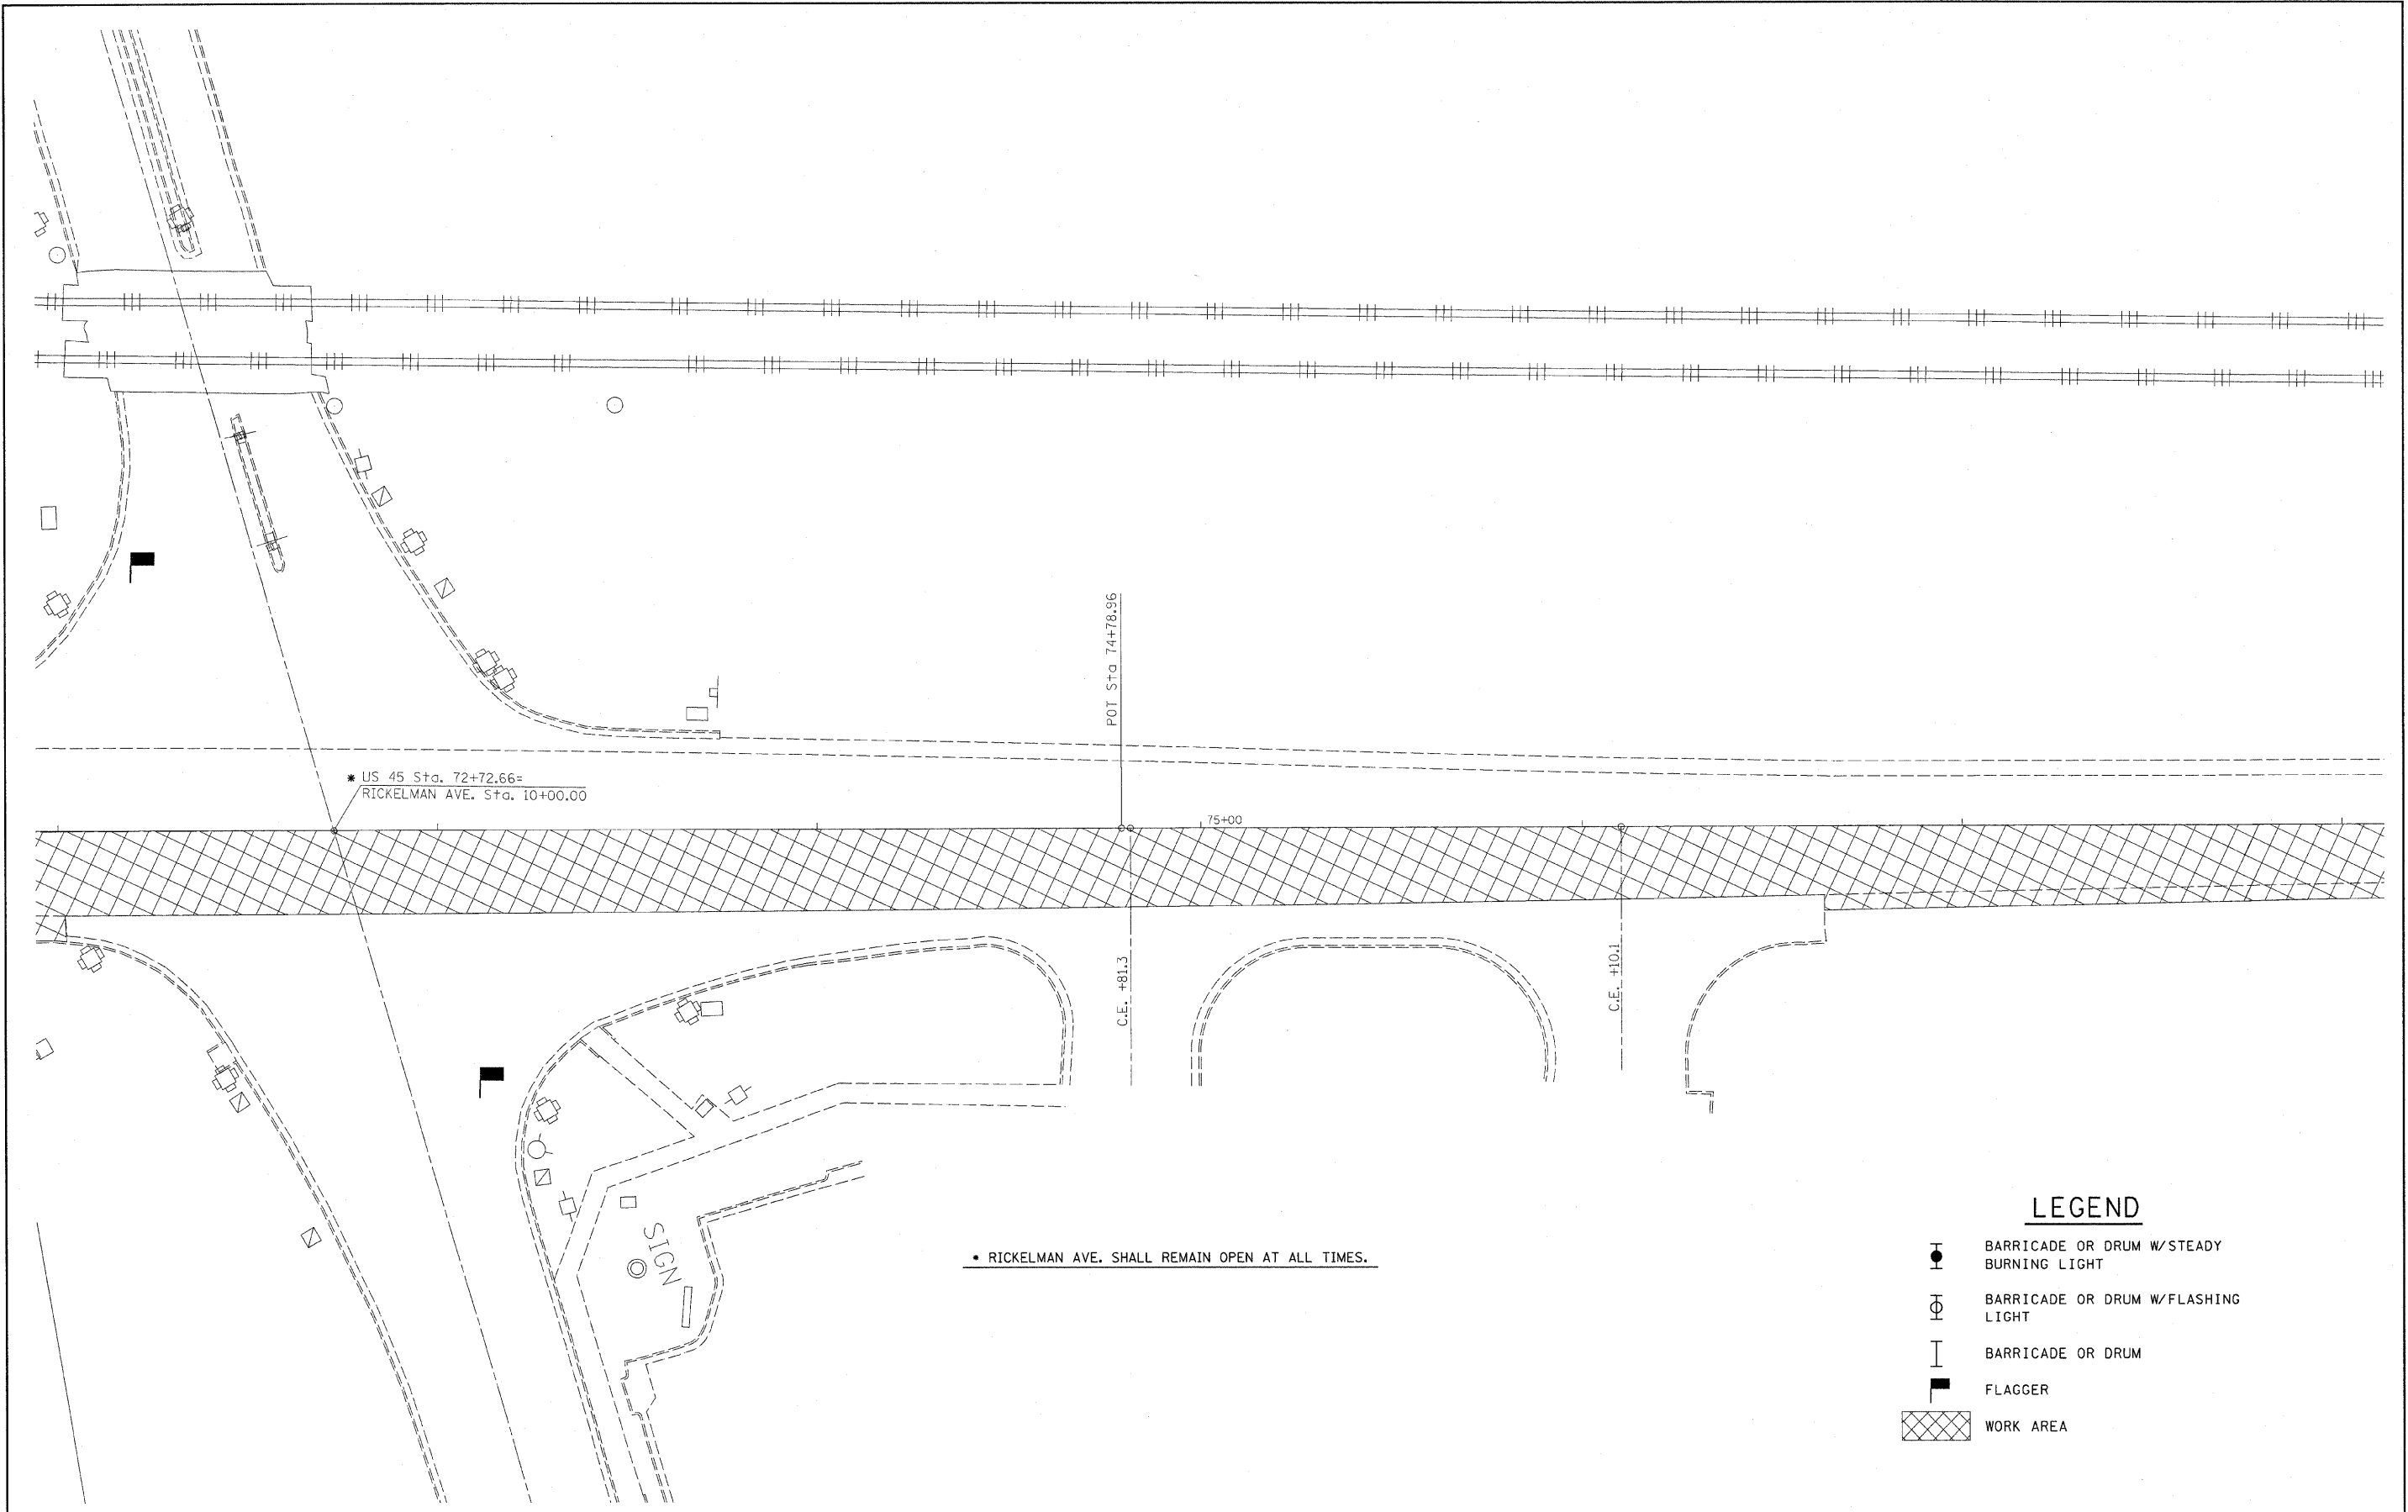 POT Sta 74+78.96
* US 45 Sta. 72+72.66=
RICKELMAN AVE. Sta. 10+00.00
75+00
C.E. +81.3
C.E. +10.1
SIGN
• RICKELMAN AVE. SHALL REMAIN OPEN AT ALL TIMES.
LEGEND
BARRICADE OR DRUM W/STEADY
BURNING LIGHT
BARRICADE OR DRUM W/FLASHING
LIGHT
BARRICADE OR DRUM
FLAGGER
WORK AREA